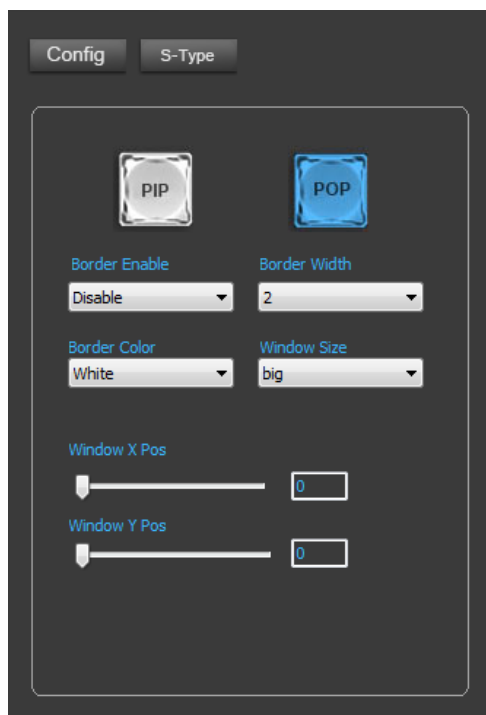 Config S-Type
PIP POP
Border Enable Border Width
Disable 2
Border Color Window Size
White big
Window X Pos
0
Window Y Pos
0